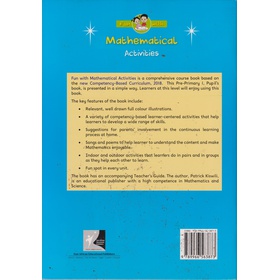 Mathematical
Activities
Fun with Mathematical Activities is a comprehensive course book based on
the new Competency-Based Curriculum, 2018. This Pre-Primary 1, Pupil's
book, is presented in a simple way. Learners at this level will enjoy using this
book.
The key features of the book include:
• Relevant, well drawn full colour illustrations.
• A variety of competency-based learner-centered activities that help
learners to develop a wide range of skills.
• Suggestions for parents' involvement in the continuous learning
process at home.
• Songs and poems to help learner to understand the content and make
Mathematics enjoyable.
• Indoor and outdoor activities that learners do in pairs and in groups
as they help each other to learn.
• Fun spot in every unit.
The book has an accompanying Teacher's Guide. The author, Patrick Kiswili,
is an educational publisher with a high competence in Mathematics and
Science.